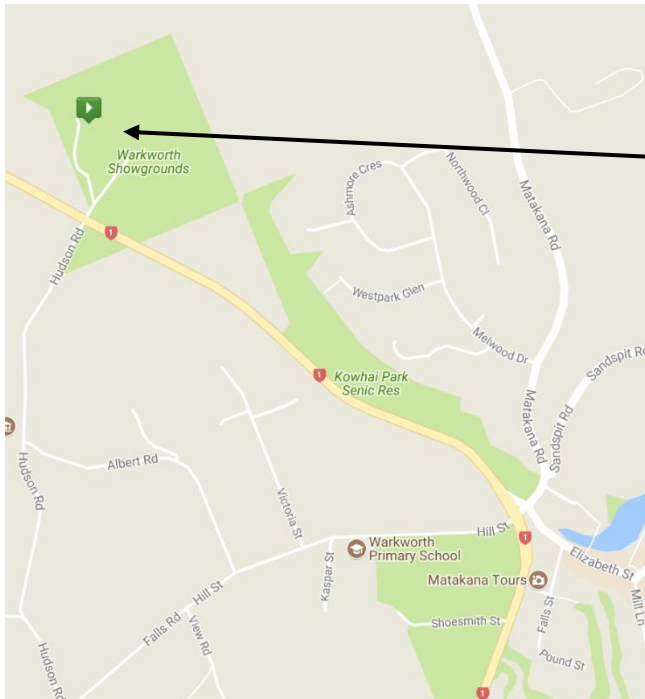 Warkworth
Showgrounds
1
Hudson Rd
Ashmore Cres
Northwood Cl
Matakana Rd
Westpark Glen
Melwood Dr
Sandspit Rd
1
Kowhai Park
Senic Res
Matakana Rd
Sandspit Rd
Albert Rd
Hudson Rd
Victoria St
Hill St
1
Warkworth
Primary School
Kaspar St
Elizabeth St
Matakana Tours
Mill Ln
Hill St
Falls Rd
View Rd
Shoesmith St
Falls St
Pound St
Hudson Rd
1